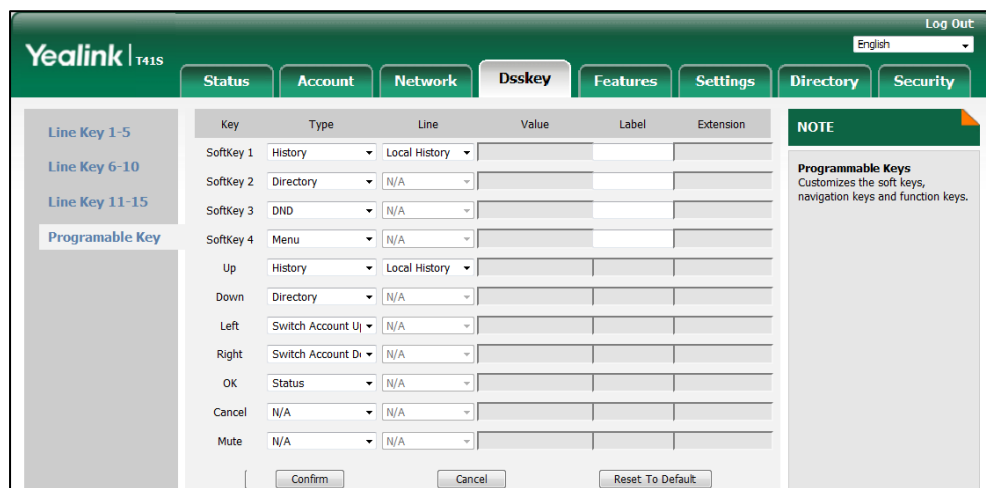 Log Out
Yealink | T41S
English
Status Account Network Dsskey Features Settings Directory Security
Line Key 1-5
Line Key 6-10
Line Key 11-15
Programable Key
Key Type Line Value Label Extension
SoftKey 1 History Local History
SoftKey 2 Directory N/A
SoftKey 3 DND N/A
SoftKey 4 Menu N/A
Up History Local History
Down Directory N/A
Left Switch Account U N/A
Right Switch Account D N/A
OK Status N/A
Cancel N/A N/A
Mute N/A N/A
Confirm Cancel Reset To Default
NOTE
Programmable Keys
Customizes the soft keys,
navigation keys and function keys.